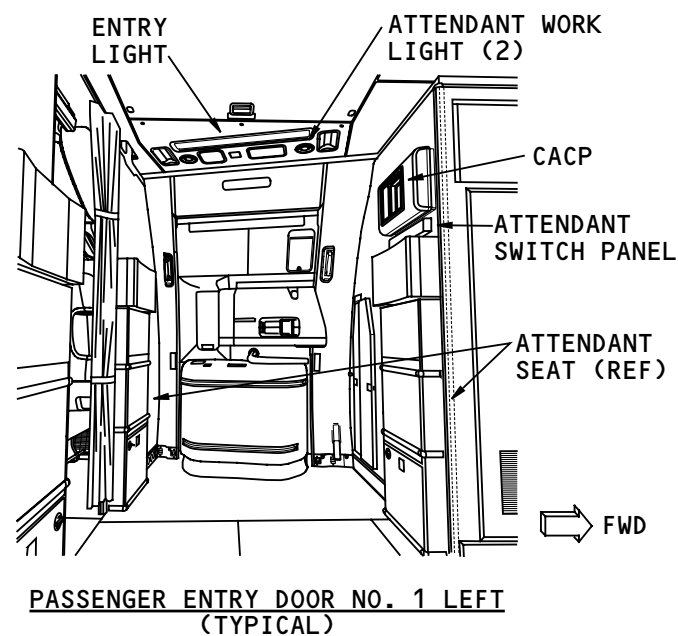 ENTRY
LIGHT
ATTENDANT WORK
LIGHT (2)
CACP
ATTENDANT
SWITCH PANEL
ATTENDANT
SEAT (REF)
FWD
PASSENGER ENTRY DOOR NO. 1 LEFT
(TYPICAL)